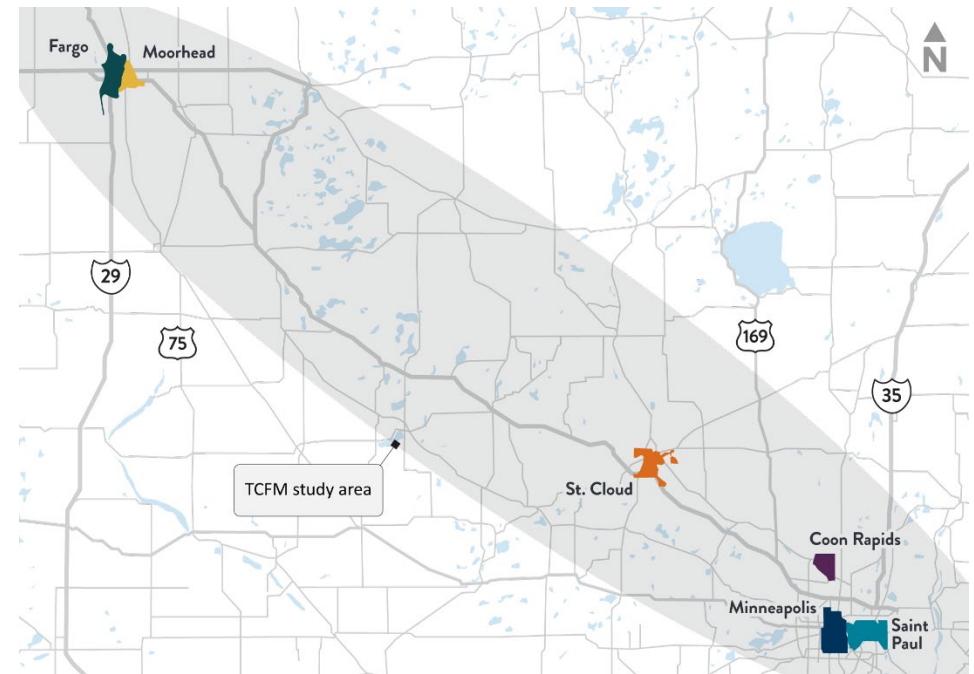 Fargo
Moorhead
N
29
75
169
35
TCFM study area
St. Cloud
Coon Rapids
Minneapolis
Saint
Paul